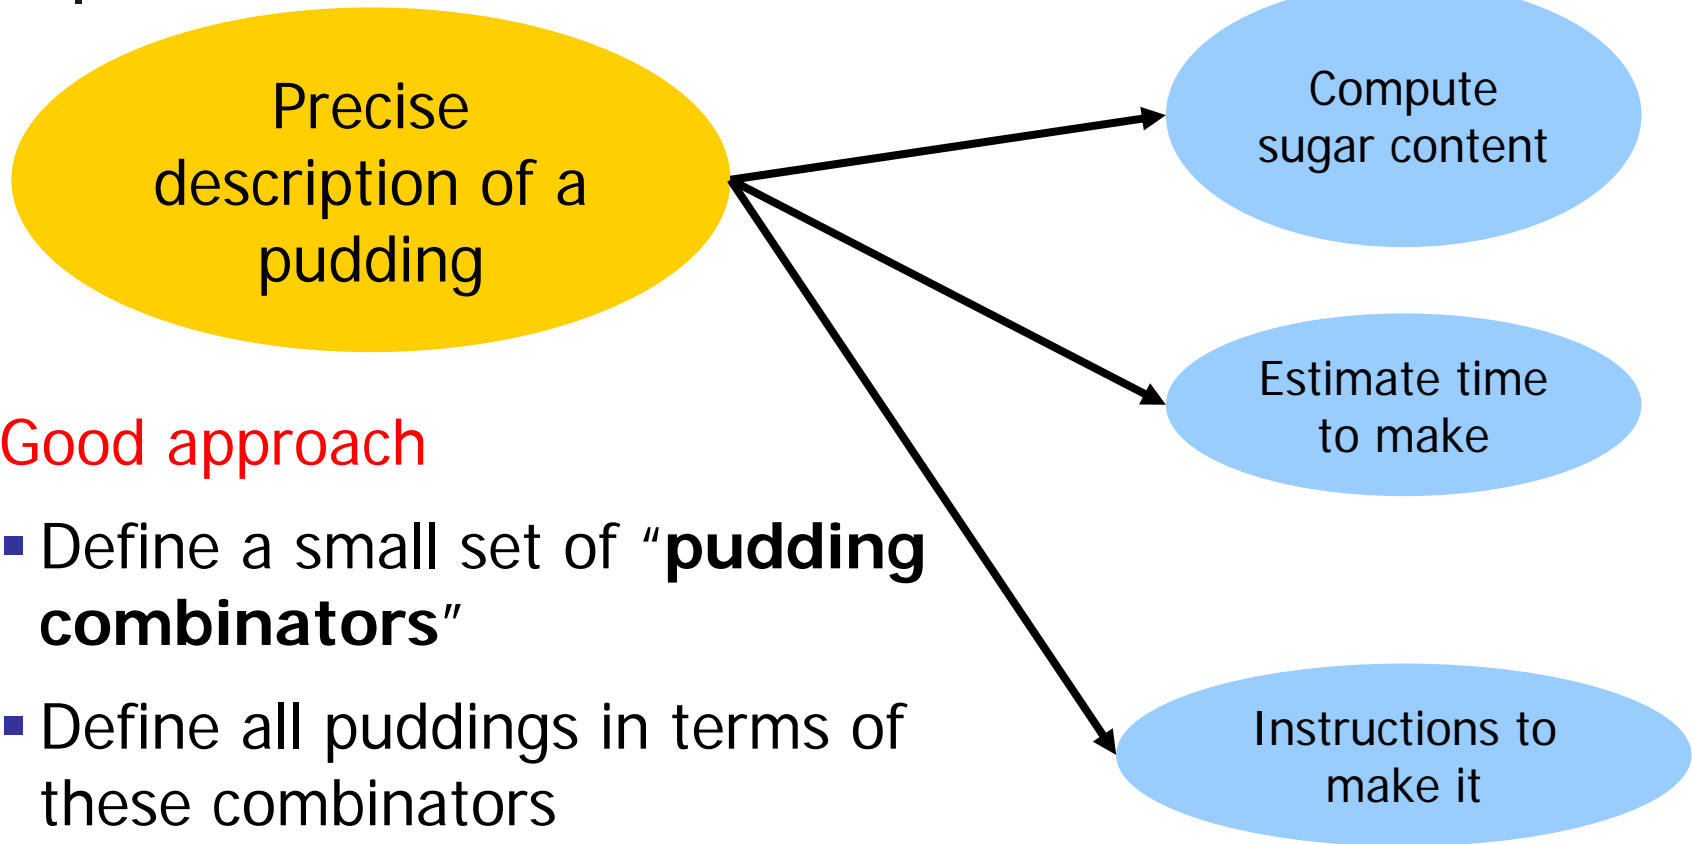 Precise
description of a
pudding
Compute
sugar content
Estimate time
to make
Good approach
▪ Define a small set of “pudding
combinators”
▪ Define all puddings in terms of
these combinators
Instructions to
make it